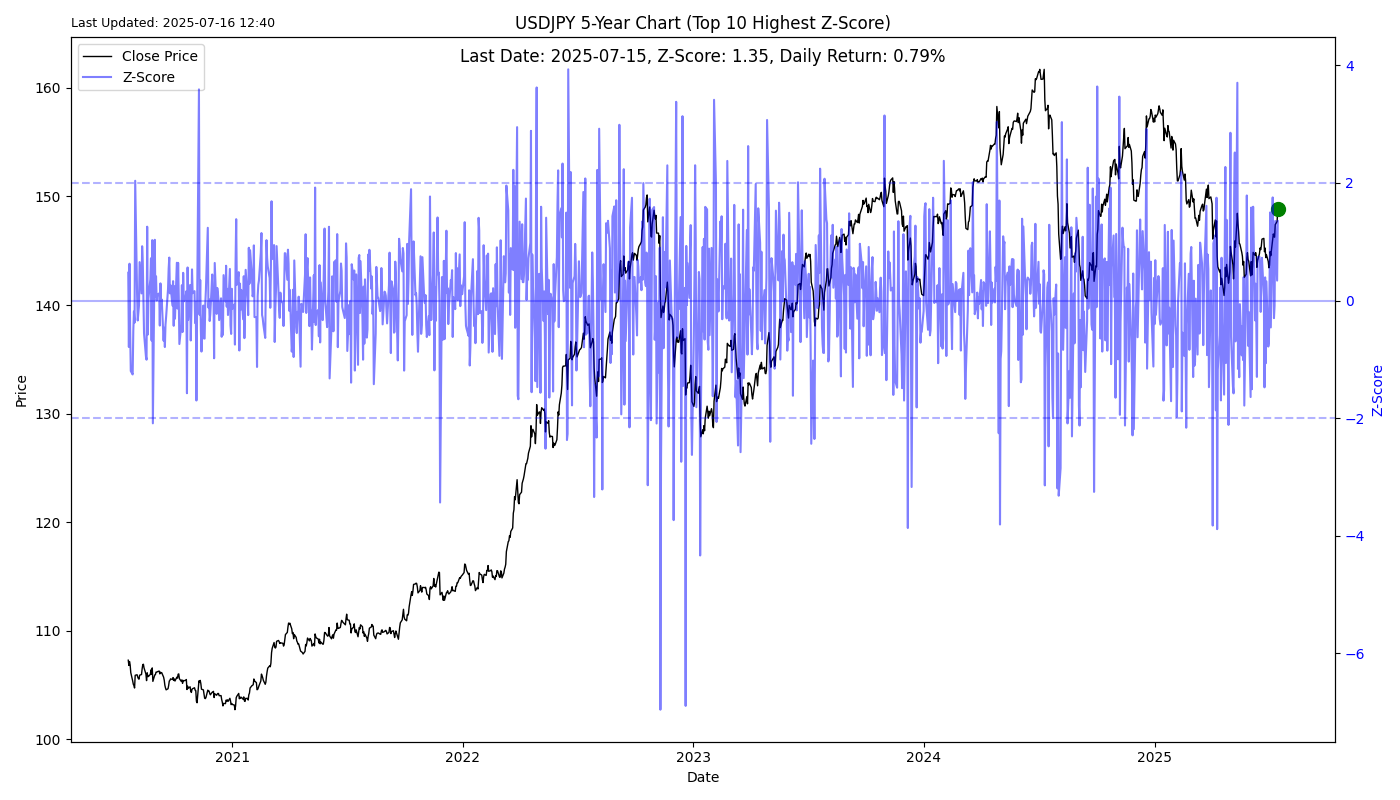 Last Updated: 2025-07-16 12:40
USDJPY 5-Year Chart (Top 10 Highest Z-Score)
Last Date: 2025-07-15, Z-Score: 1.35, Daily Return: 0.79%
Close Price
Z-Score
Price
160
150
140
130
120
110
100
4
2
0
−2
−4
−6
Z-Score
2021
2022
2023
2024
2025
Date